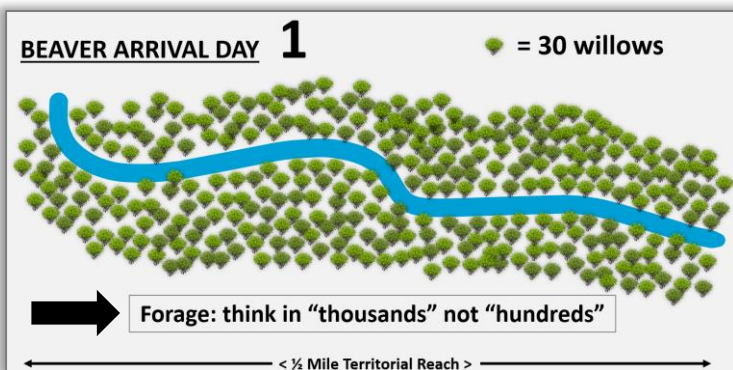 BEAVER ARRIVAL DAY 1
= 30 willows
Forage: think in “thousands” not “hundreds”
< ½ Mile Territorial Reach >